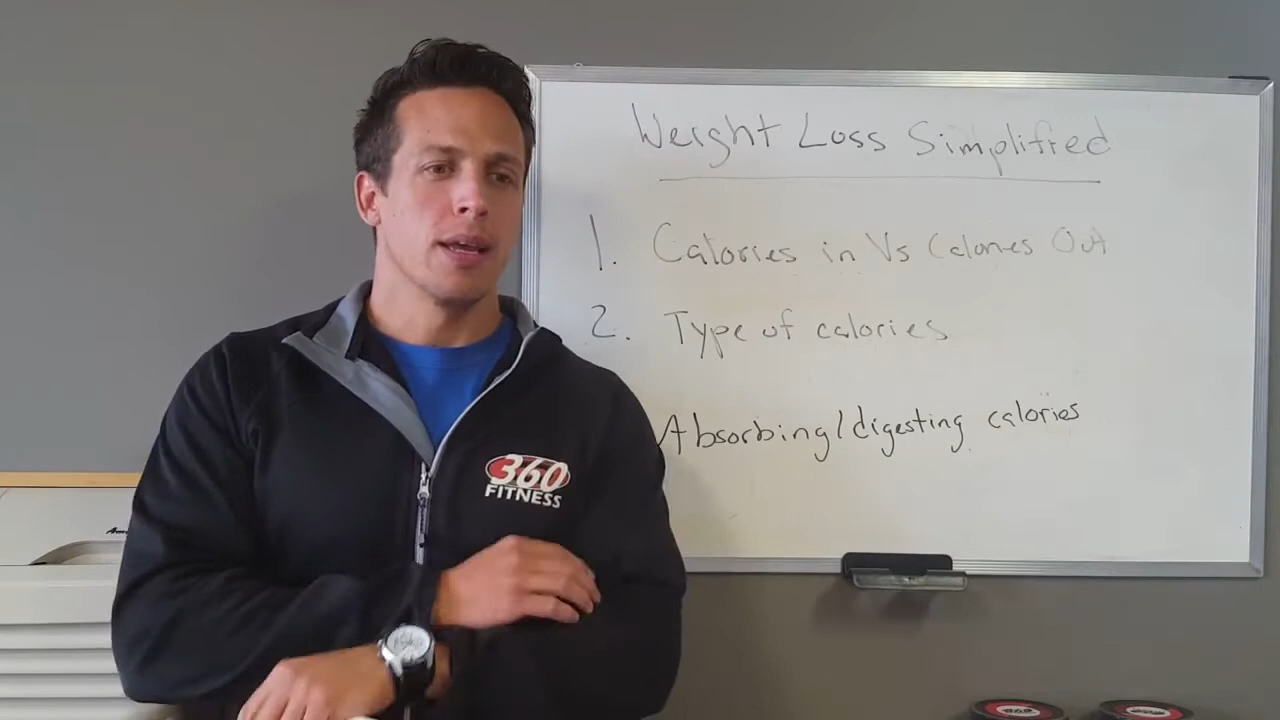 Weight Loss Simplified
1. Calories in Vs Calories Out
2. Type of calories
Absorbing/digesting calories
360
FITNESS